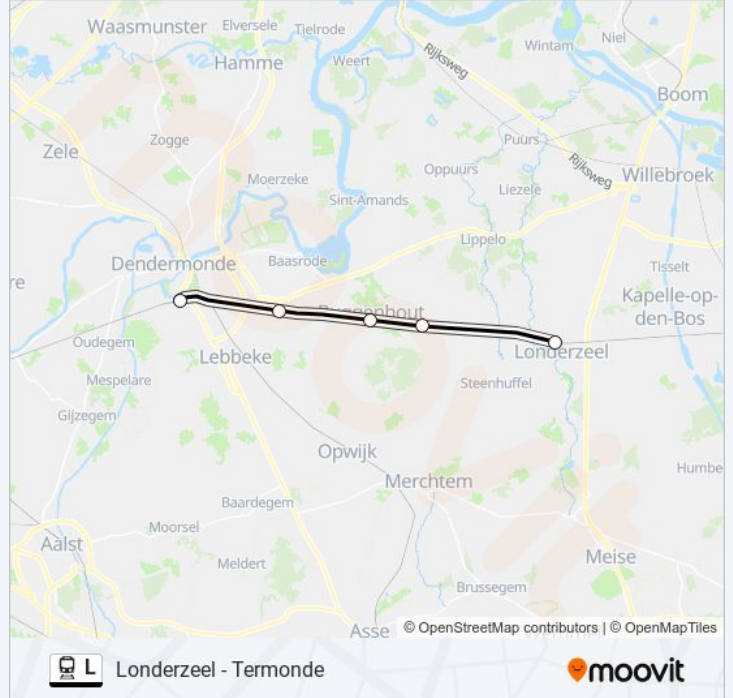 Waasmunster
Elversele
Tielrode
Hamme
Weert
Rijksweg
Wintam
Niel
Boom
Zogge
Zele
Moerzeke
Puurs
Oppuurs
Rijksweg
Willebroek
Liezele
Sint-Amands
Lippelo
Dendermonde
Baasrode
Tisselt
re
Kapelle-op-
den-Bos
Buggenhout
Oudegem
Lebbeke
Londerzeel
Mespelare
Steenhuffel
Gijzegem
Opwijk
Merchtem
Humbe
Baardegem
Moorsel
Aalst
Meldert
Meise
Brussegem
Asse
© OpenStreetMap contributors | © OpenMapTiles
L
Londerzeel - Termonde
moovit